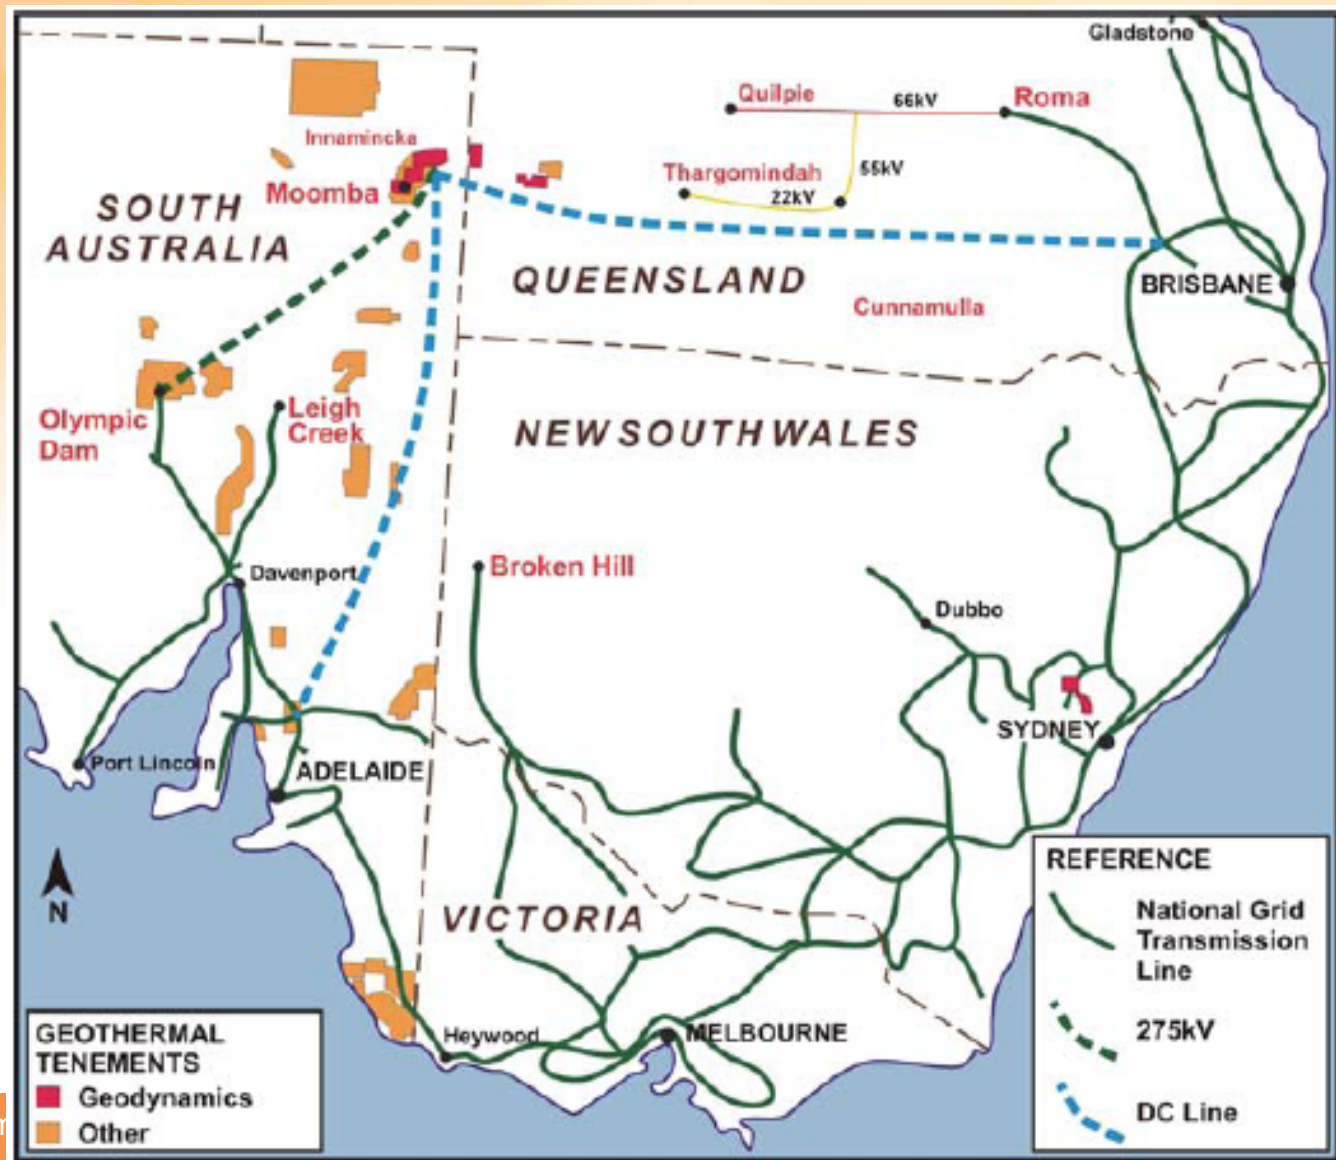 Gladstone
Quilpie
66kV
Roma
Innamincka
Thargomindah
55kV
Moomba
22kV
SOUTH
AUSTRALIA
QUEENSLAND
BRISBANE
Cunnamulla
Olympic
Dam
Leigh
Creek
NEW SOUTH WALES
Broken Hill
Davenport
Dubbo
SYDNEY
Port Lincoln
ADELAIDE
N
VICTORIA
Heywood
MELBOURNE
REFERENCE
National Grid
Transmission
Line
275kV
DC Line
GEOTHERMAL
TENEMENTS
Geodynamics
Other